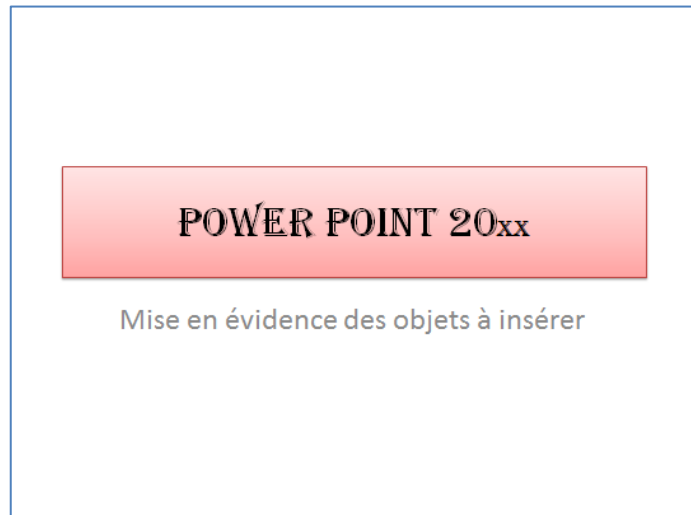 POWER POINT 20xx
Mise en évidence des objets à insérer